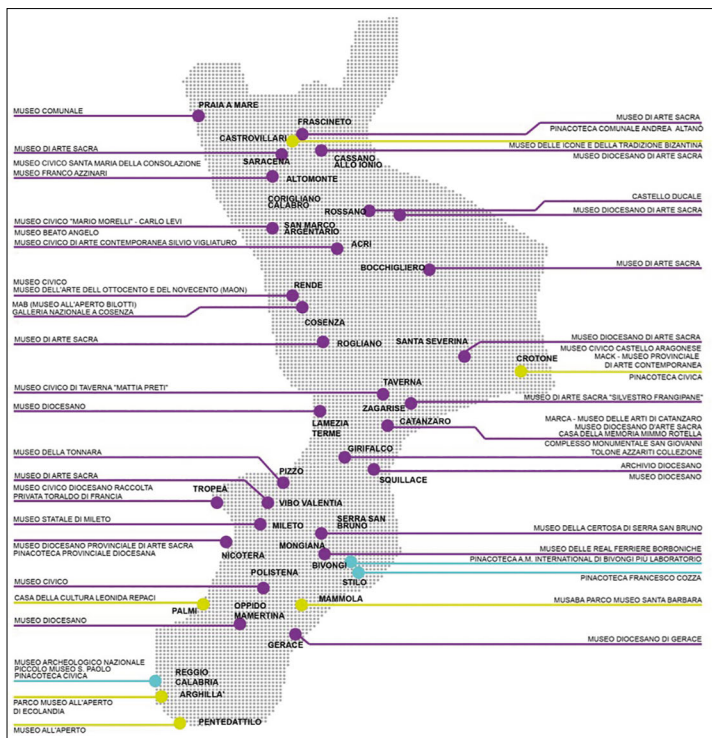 MUSEO COMUNALE
PRAIA A MARE
FRASCINETO
MUSEO DI ARTE SACRA
PINACOTECA COMUNALE ANDREA ALTANÒ
CASTROVILLARI
MUSEO DELLE ICONE E DELLA TRADIZIONE BIZANTINA
MUSEO DI ARTE SACRA
SARACENA
CASSANO
ALLO IONIO
MUSEO DIOCESANO DI ARTE SACRA
MUSEO CIVICO SANTA MARIA DELLA CONSOLAZIONE
MUSEO FRANCO AZZINARI
ALTOMONTE
CORIGLIANO
CALABRO
CASTELLO DUCALE
ROSSANO
MUSEO DIOCESANO DI ARTE SACRA
MUSEO CIVICO "MARIO MORELLI" - CARLO LEVI
MUSEO BEATO ANGELO
SAN MARCO
ARGENTARIO
MUSEO CIVICO DI ARTE CONTEMPORANEA SILVIO VIGLIATURO
ACRI
BOCCHIGLIERO
MUSEO DI ARTE SACRA
MUSEO CIVICO
MUSEO DELL'ARTE DELL OTTOCENTO E DEL NOVECENTO (MAON)
RENDE
MAB (MUSEO ALL'APERTO BILOTTI)
GALLERIA NAZIONALE A COSENZA
COSENZA
MUSEO DI ARTE SACRA
ROGLIANO
SANTA SEVERINA
MUSEO DIOCESANO DI ARTE SACRA
MUSEO CIVICO CASTELLO ARAGONESE
MACK - MUSEO PROVINCIALE
DI ARTE CONTEMPORANEA
CROTONE
PINACOTECA CIVICA
MUSEO CIVICO DI TAVERNA "MATTIA PRETI"
TAVERNA
MUSEO DI ARTE SACRA "SILVESTRO FRANGIPANE"
ZAGARISE
MUSEO DIOCESANO
LAMEZIA
TERME
CATANZARO
MARCA - MUSEO DELLE ARTI DI CATANZARO
MUSEO DIOCESANO D'ARTE SACRA
CASA DELLA MEMORIA MIMMO ROTELLA
COMPLESSO MONUMENTALE SAN GIOVANNI
MUSEO DELLA TONNARA
GIRIFALCO
TOLONE AZZARITI COLLEZIONE
PIZZO
SQUILLACE
ARCHIVIO DIOCESANO
MUSEO DIOCESANO
MUSEO DI ARTE SACRA
MUSEO CIVICO DIOCESANO RACCOLTA
PRIVATA TORALDO DI FRANCIA
TROPEA
VIBO VALENTIA
MUSEO STATALE DI MILETO
MILETO
SERRA SAN
BRUNO
MUSEO DELLA CERTOSA DI SERRA SAN BRUNO
MUSEO DIOCESANO PROVINCIALE DI ARTE SACRA
PINACOTECA PROVINCIALE DIOCESANA
NICOTERA
MONGIANA
MUSEO DELLE REAL FERRIERE BORBONICHE
BIVONGI
PINACOTECA A.M. INTERNATIONAL DI BIVONGI PIÙ LABORATORIO
POLISTENA
STILO
PINACOTECA FRANCESCO COZZA
MUSEO CIVICO
CASA DELLA CULTURA LEONIDA REPACI
PALMI
OPPIDO
MAMERTINA
MAMMOLA
MUSABA PARCO MUSEO SANTA BARBARA
MUSEO DIOCESANO
GERACE
MUSEO DIOCESANO DI GERACE
MUSEO ARCHEOLOGICO NAZIONALE
PICCOLO MUSEO S. PAOLO
PINACOTECA CIVICA
REGGIO
CALABRIA
ARGHILLA'
PARCO MUSEO ALL'APERTO
DI ECOLANDIA
PENTEDATTILO
MUSEO ALL'APERTO